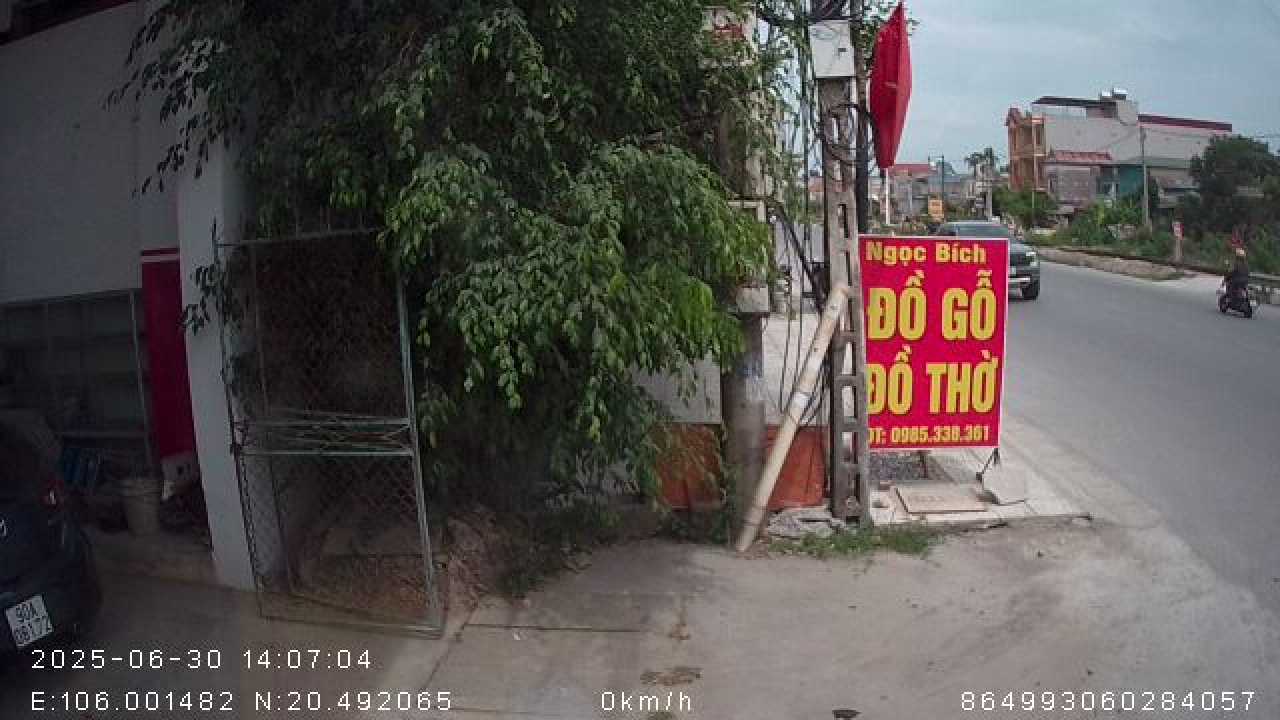 Ngọc Bích
ĐỒ GỖ
ĐỒ THỜ
ĐT: 0985.338.361
90A
2025-06-30 14:07:04
E:106.001482 N:20.492065
0km/h
864993060284057